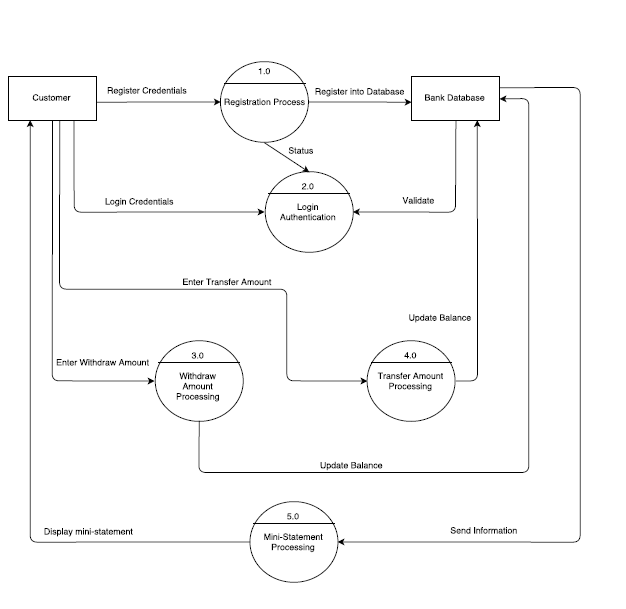 1.0
Registration Process
Customer
Register Credentials
Register into Database
Bank Database
Status
2.0
Login
Authentication
Login Credentials
Validate
Enter Transfer Amount
Update Balance
3.0
Withdraw
Amount
Processing
Enter Withdraw Amount
4.0
Transfer Amount
Processing
Update Balance
5.0
Mini-Statement
Processing
Display mini-statement
Send Information